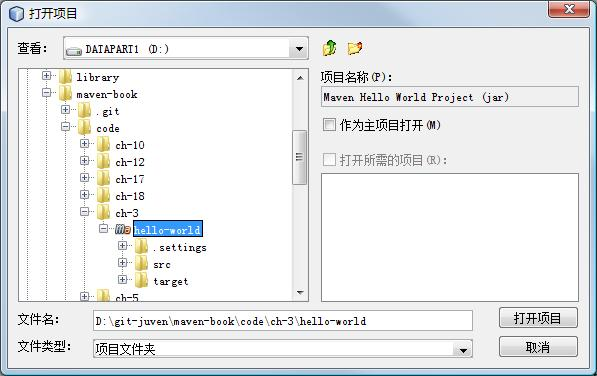 打开项目
查看:
DATAPART1 (D:)
library
maven-book
.git
code
ch-10
ch-12
ch-17
ch-18
ch-3
hello-world
.settings
src
target
ch-5
项目名称(P):
Maven Hello World Project (jar)
作为主项目打开(M)
打开所需的项目(R):
文件名:
D:\git-juven\maven-book\code\ch-3\hello-world
打开项目
文件类型:
项目文件夹
取消